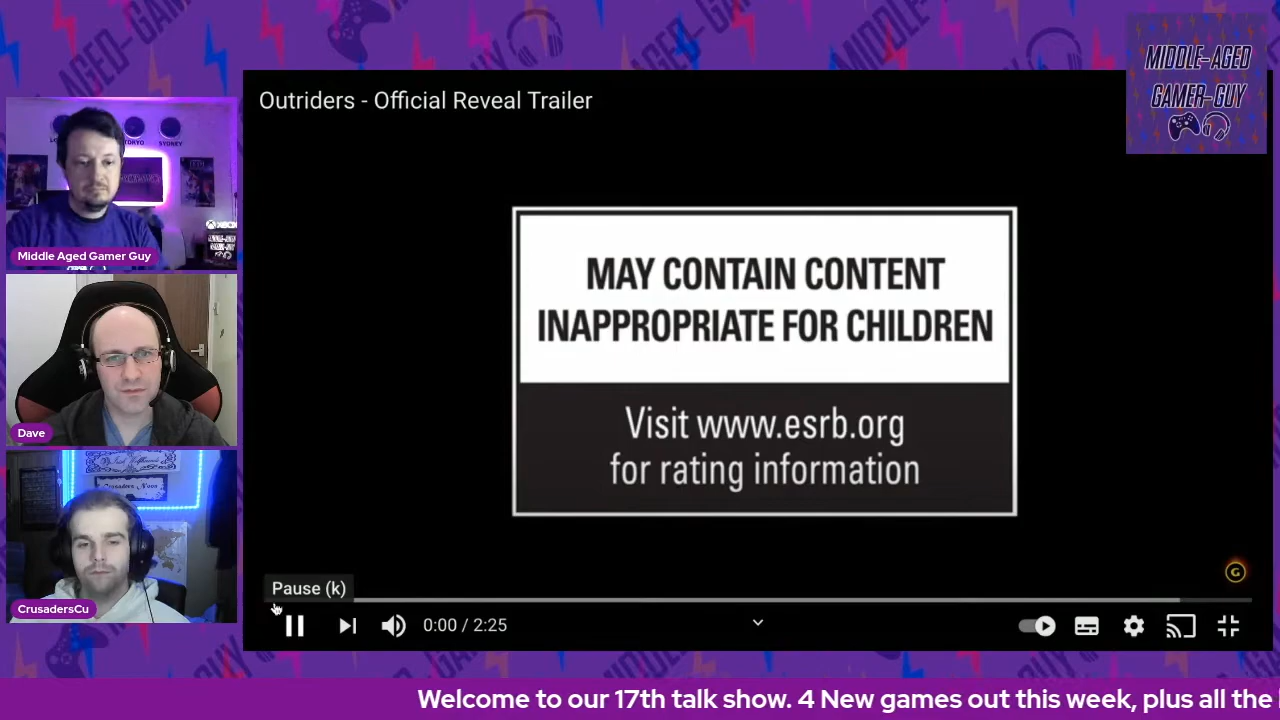 Outriders - Official Reveal Trailer
MIDDLE-AGED
GAMER-GUY
MAY CONTAIN CONTENT
INAPPROPRIATE FOR CHILDREN
Visit www.esrb.org
for rating information
TOKYO
SYDNEY
Middle Aged Gamer Guy
Dave
CrusadersCu
Pause (k)
0:00 / 2:25
G
Welcome to our 17th talk show. 4 New games out this week, plus all the